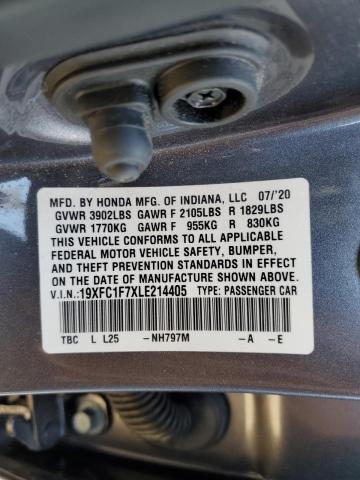 MFD. BY HONDA MFG. OF INDIANA, LLC 07/'20
GVWR 3902LBS GAWR F 2105LBS R 1829LBS
GVWR 1770KG GAWR F 955KG R 830KG
THIS VEHICLE CONFORMS TO ALL APPLICABLE
FEDERAL MOTOR VEHICLE SAFETY, BUMPER,
AND THEFT PREVENTION STANDARDS IN EFFECT
ON THE DATE OF MANUFACTURE SHOWN ABOVE.
V.I.N.:19XFC1F7XLE214405 TYPE: PASSENGER CAR
TBC L L25 -NH797M -A -E